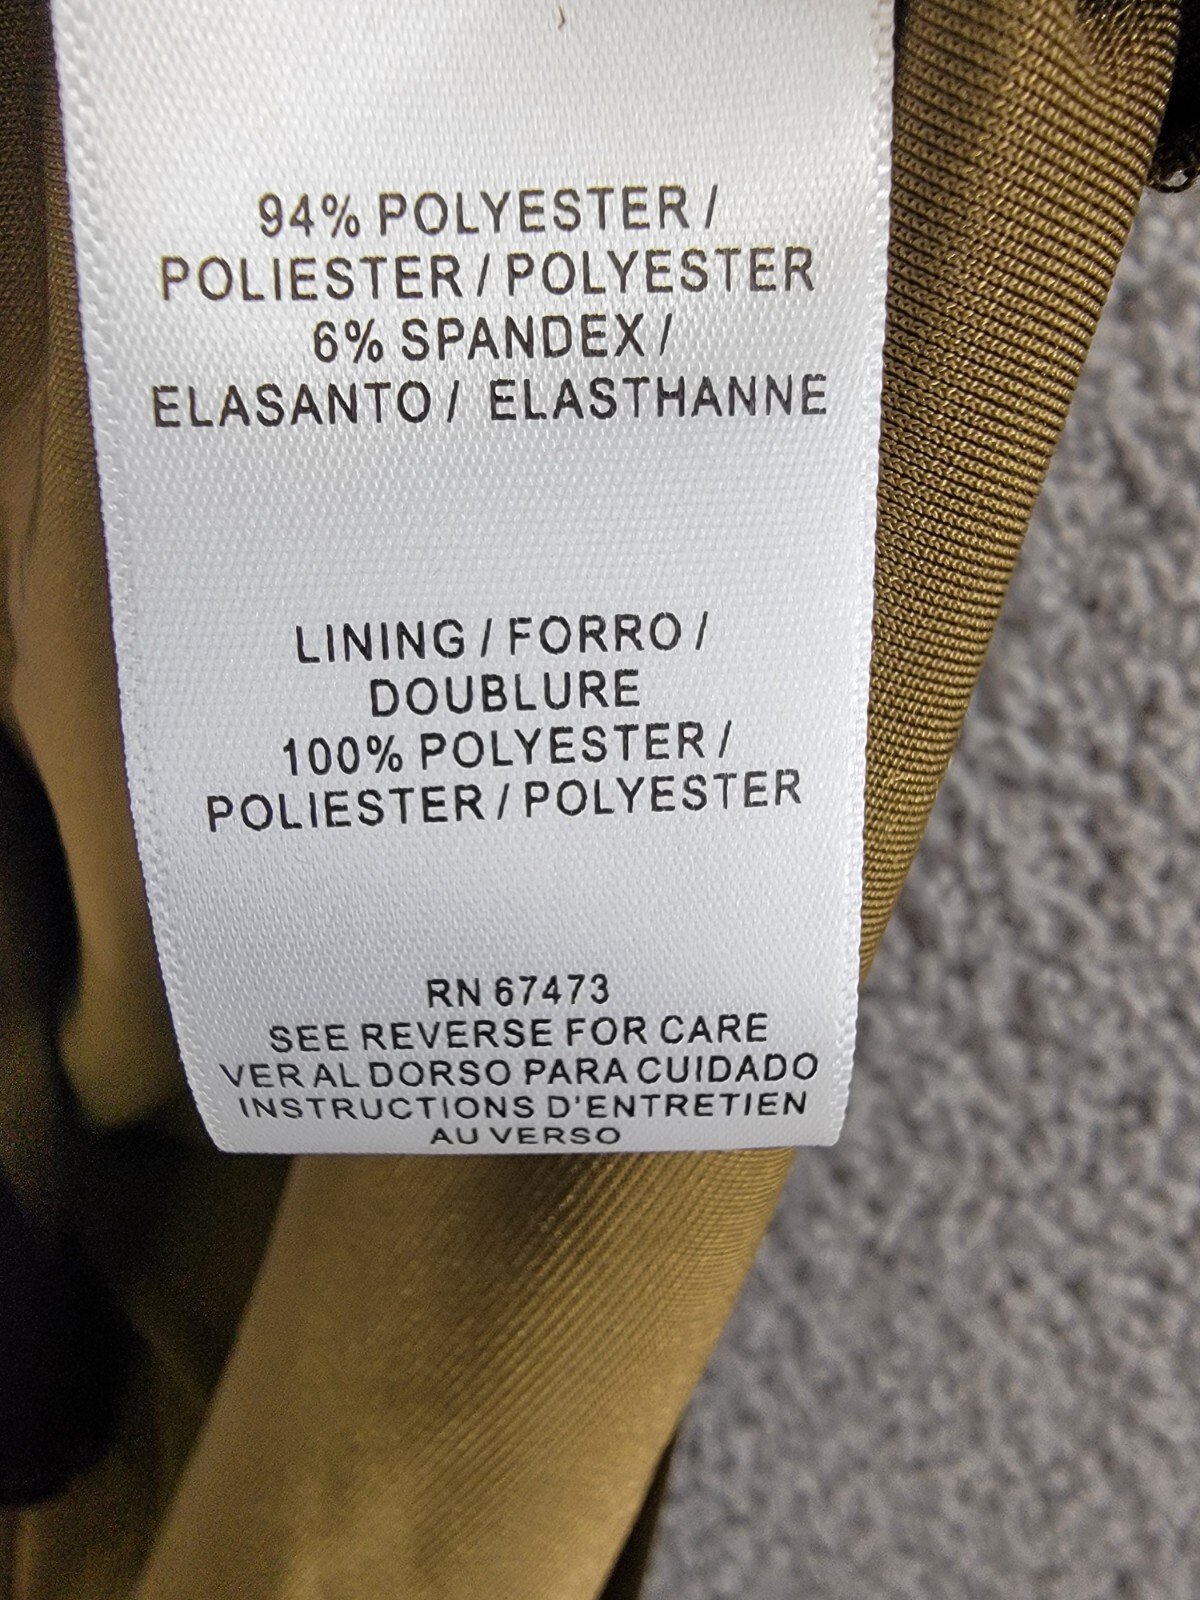 94% POLYESTER /
POLIESTER / POLYESTER
6% SPANDEX /
ELASANTO / ELASTHANNE
LINING / FORRO /
DOUBLURE
100% POLYESTER /
POLIESTER / POLYESTER
RN 67473
SEE REVERSE FOR CARE
VER AL DORSO PARA CUIDADO
INSTRUCTIONS D'ENTRETIEN
AU VERSO